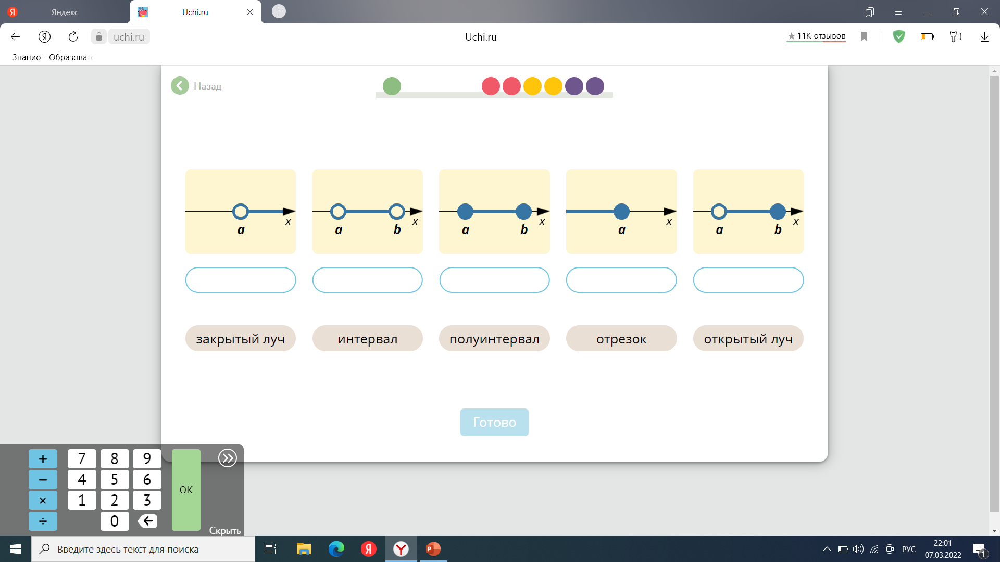 Яндекс
Uchi.ru
uchi.ru
Uchi.ru
11К отзывов
Знанио - Образоват
Назад
a x
a b x
a b x
a x
a b x
закрытый луч
интервал
полуинтервал
отрезок
открытый луч
Готово
+ 7 8 9
− 4 5 6
× 1 2 3
÷ 0
OK
Скрыть
Введите здесь текст для поиска
РУС
22:01
07.03.2022
1